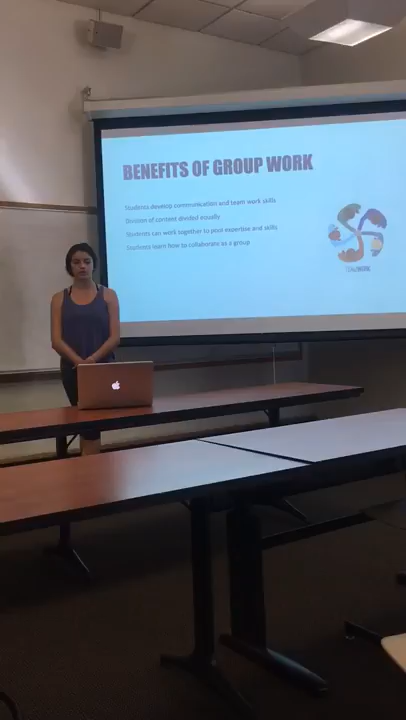 BENEFITS OF GROUP WORK
Students develop communication and team work skills
Division of content divided equally
Students can work together to pool expertise and skills
Students learn how to collaborate as a group
TEAMWORK